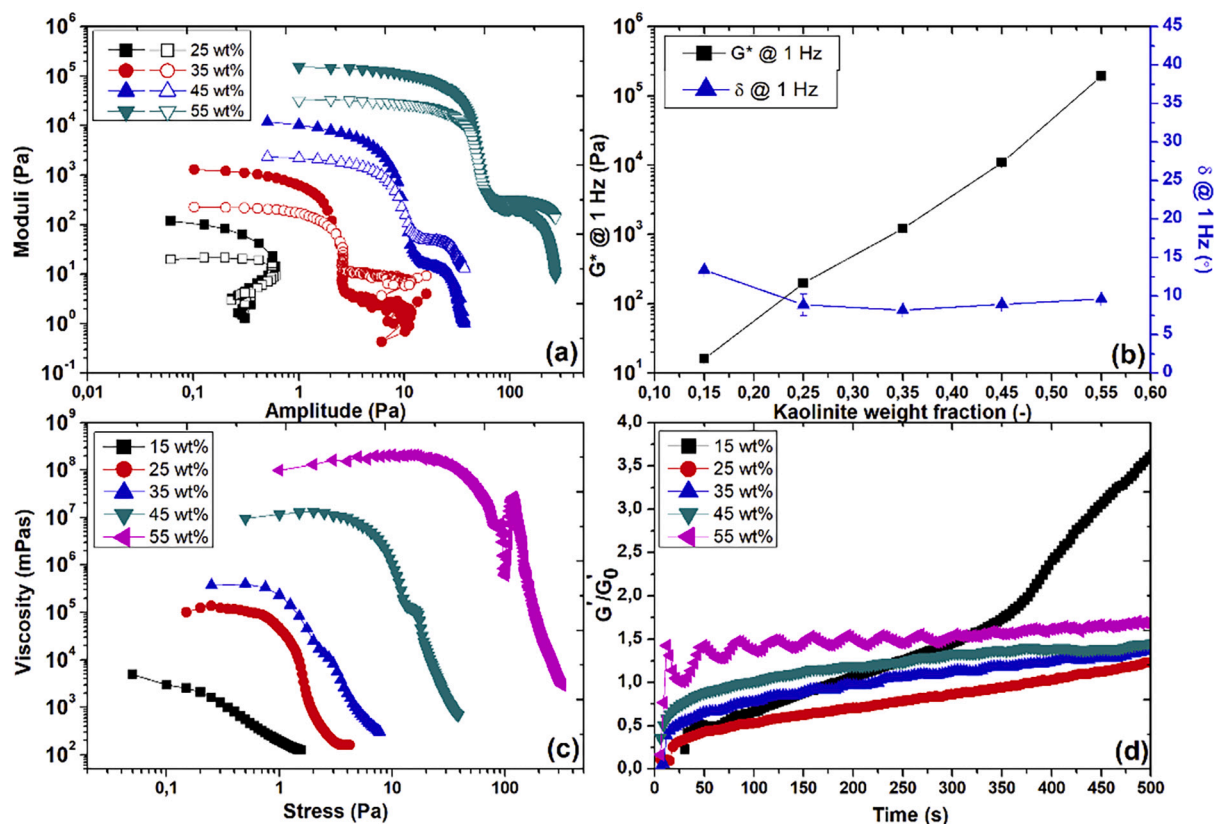 10⁶
10⁵
10⁴
10³
10²
10¹
10⁰
10⁻¹
Moduli (Pa)
25 wt%
35 wt%
45 wt%
55 wt%
(a)
0,01 0,1 1 10 100
Amplitude (Pa)
10⁶
10⁵
10⁴
10³
10²
10¹
G* @ 1 Hz (Pa)
G* @ 1 Hz
δ @ 1 Hz
45
40
35
30
25
20
15
10
5
0
δ @ 1 Hz (°)
(b)
0,10 0,15 0,20 0,25 0,30 0,35 0,40 0,45 0,50 0,55 0,60
Kaolinite weight fraction (-)
10⁹
10⁸
10⁷
10⁶
10⁵
10⁴
10³
10²
Viscosity (mPas)
15 wt%
25 wt%
35 wt%
45 wt%
55 wt%
(c)
0,1 1 10 100
Stress (Pa)
4,0
3,5
3,0
2,5
2,0
1,5
1,0
0,5
0,0
G'/G₀'
15 wt%
25 wt%
35 wt%
45 wt%
55 wt%
(d)
0 50 100 150 200 250 300 350 400 450 500
Time (s)